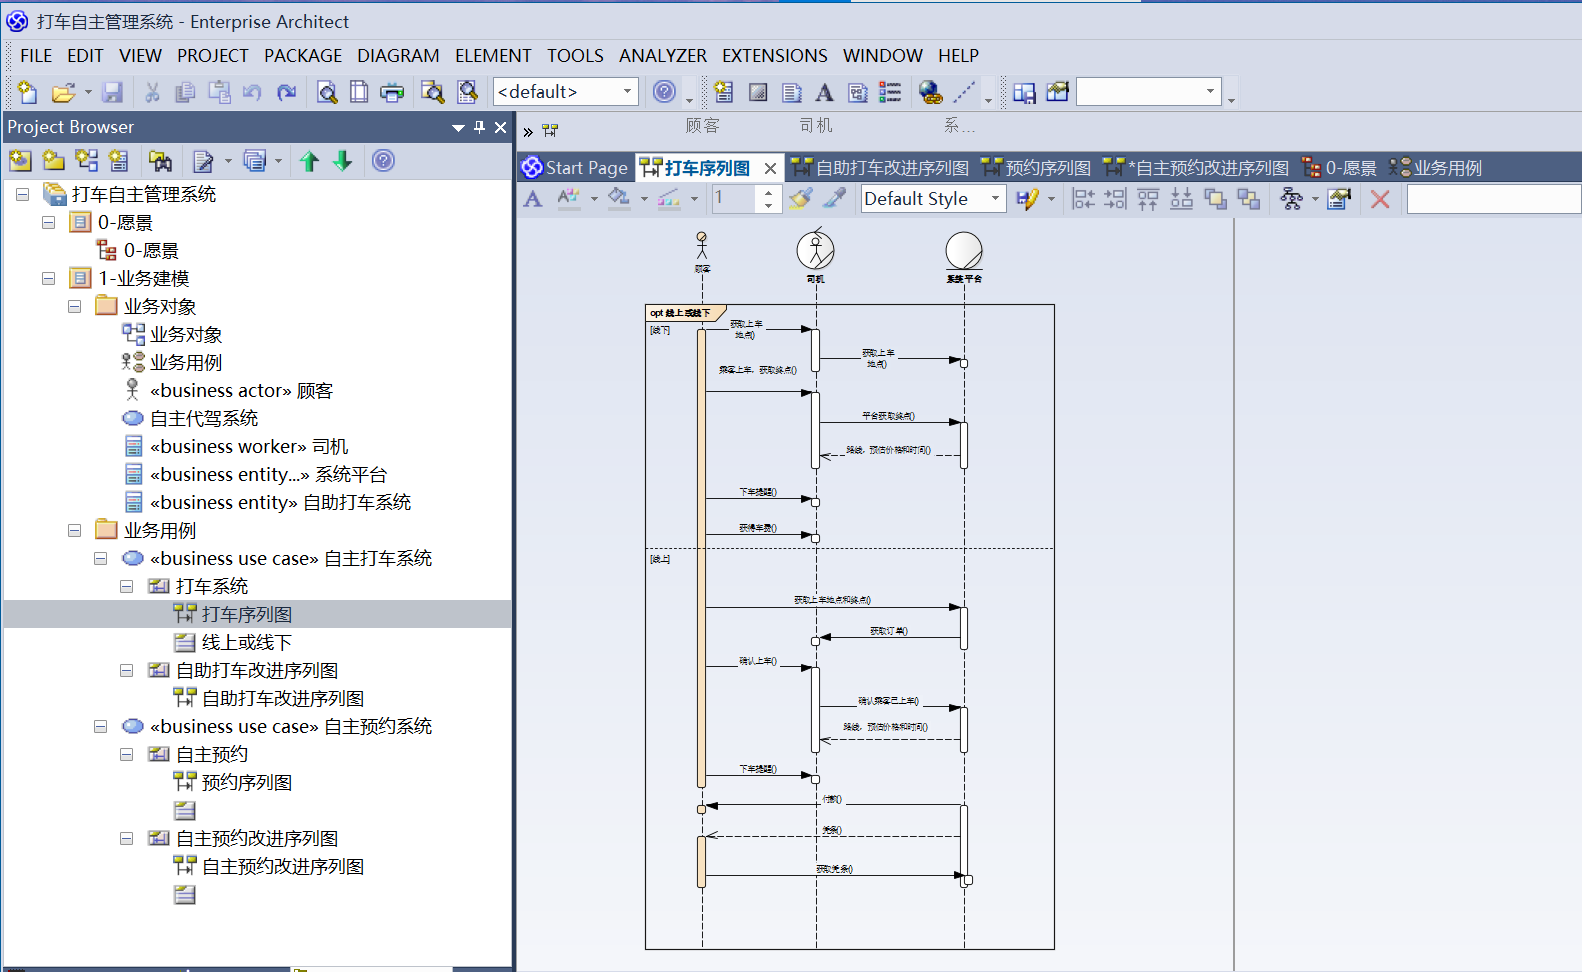 打车自主管理系统 - Enterprise Architect
FILE EDIT VIEW PROJECT PACKAGE DIAGRAM ELEMENT TOOLS ANALYZER EXTENSIONS WINDOW HELP
<default>
Project Browser
打车自主管理系统
0-愿景
0-愿景
1-业务建模
业务对象
业务对象
业务用例
«business actor» 顾客
自主代驾系统
«business worker» 司机
«business entity...» 系统平台
«business entity» 自助打车系统
业务用例
«business use case» 自主打车系统
打车系统
打车序列图
线上或线下
自助打车改进序列图
自助打车改进序列图
«business use case» 自主预约系统
自主预约
预约序列图
自主预约改进序列图
自主预约改进序列图
» 顾客 司机 系...
Start Page 打车序列图 自助打车改进序列图 预约序列图 *自主预约改进序列图 0-愿景 业务用例
1 Default Style
顾客 司机 系统平台
opt 线上或线下
[线下]
获取上车
地点()
获取上车
地点()
乘客上车，获取终点()
平台获取终点()
路线，预估价格和时间()
下车提醒()
获得车费()
[线上]
获取上车地点和终点()
获取订单()
确认上车()
确认乘客已上车()
路线，预估价格和时间()
下车提醒()
付款()
凭条()
获取凭条()